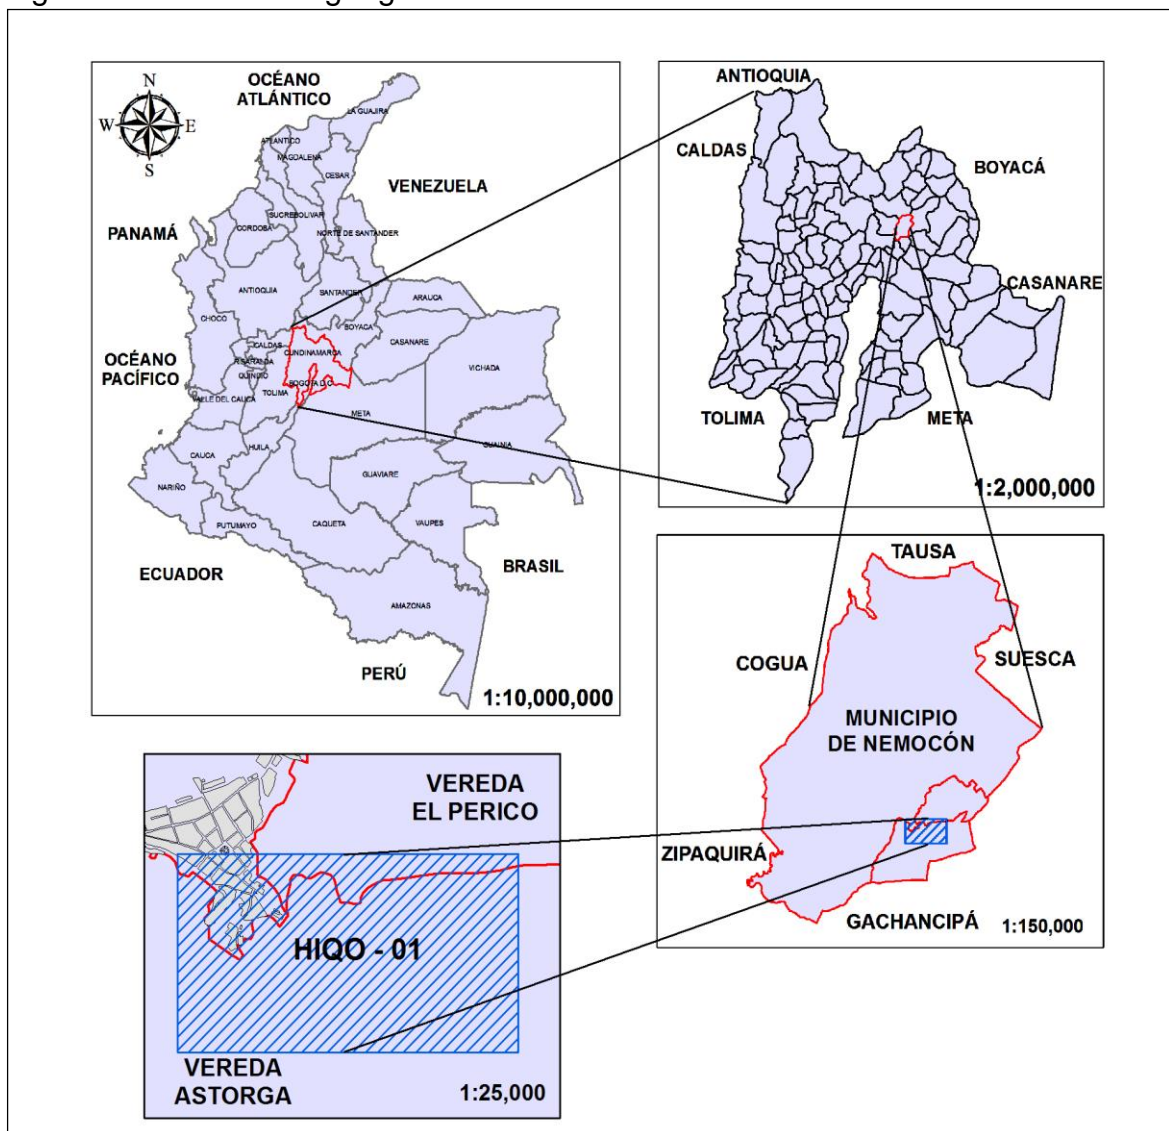 N
W
E
S
OCÉANO
ATLÁNTICO
LA GUAJIRA
ATLANTICO
MAGDALENA
CESAR
VENEZUELA
SUCRE
BOLIVAR
CORDOBA
NORTE DE SANTANDER
PANAMÁ
ANTIOQUIA
SANTANDER
ARAUCA
CHOCO
BOYACA
CASANARE
CALDAS
CUNDINAMARCA
OCÉANO
PACÍFICO
RISARALDA
QUINDIO
BOGOTA D.C
VICHADA
VALLE DEL CAUCA
TOLIMA
META
GUAINIA
HUILA
CAUCA
GUAVIARE
NARIÑO
PUTUMAYO
CAQUETA
VAUPES
ECUADOR
BRASIL
AMAZONAS
PERÚ
1:10,000,000
ANTIOQUIA
CALDAS
BOYACÁ
CASANARE
TOLIMA
META
1:2,000,000
TAUSA
COGUA
SUESCA
MUNICIPIO
DE NEMOCÓN
ZIPAQUIRÁ
GACHANCIPÁ
1:150,000
VEREDA
EL PERICO
HIQO - 01
VEREDA
ASTORGA
1:25,000